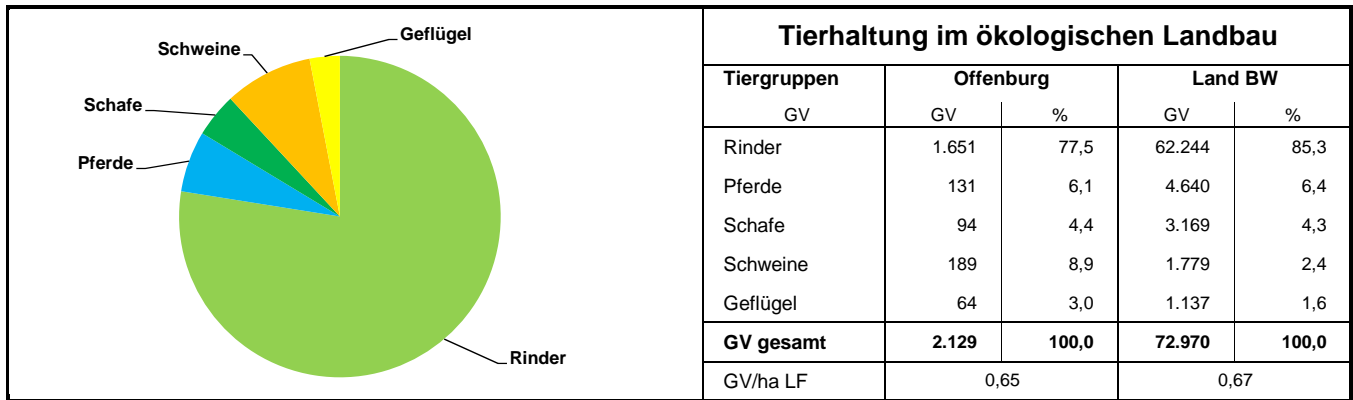 Geflügel
Schweine
Schafe
Pferde
Rinder
Tierhaltung im ökologischen Landbau
Tiergruppen Offenburg Land BW
GV GV % GV %
Rinder 1.651 77,5 62.244 85,3
Pferde 131 6,1 4.640 6,4
Schafe 94 4,4 3.169 4,3
Schweine 189 8,9 1.779 2,4
Geflügel 64 3,0 1.137 1,6
GV gesamt 2.129 100,0 72.970 100,0
GV/ha LF 0,65 0,67